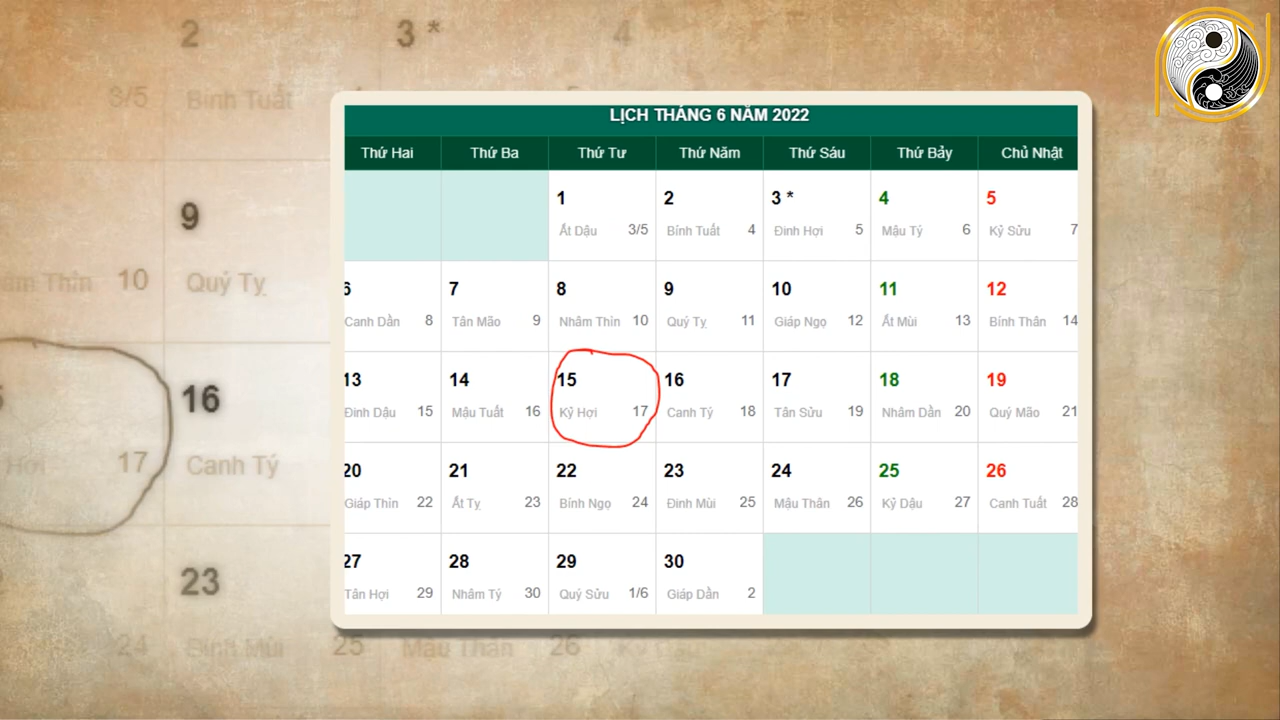 LỊCH THÁNG 6 NĂM 2022
Thứ Hai Thứ Ba Thứ Tư Thứ Năm Thứ Sáu Thứ Bảy Chủ Nhật
1 2 3 * 4 5
Ất Dậu 3/5 Bính Tuất 4 Đinh Hợi 5 Mậu Tý 6 Kỷ Sửu 7
6 7 8 9 10 11 12
Canh Dần 8 Tân Mão 9 Nhâm Thìn 10 Quý Tỵ 11 Giáp Ngọ 12 Ất Mùi 13 Bính Thân 14
13 14 15 16 17 18 19
Đinh Dậu 15 Mậu Tuất 16 Kỷ Hợi 17 Canh Tý 18 Tân Sửu 19 Nhâm Dần 20 Quý Mão 21
20 21 22 23 24 25 26
Giáp Thìn 22 Ất Tỵ 23 Bính Ngọ 24 Đinh Mùi 25 Mậu Thân 26 Kỷ Dậu 27 Canh Tuất 28
27 28 29 30
Tân Hợi 29 Nhâm Tý 30 Quý Sửu 1/6 Giáp Dần 2
2 3 * 4
3/5 Bính Tuất
9
10 Quý Tỵ
16
17 Canh Tý
23
24 Đinh Mùi 25 Mậu Thân 26